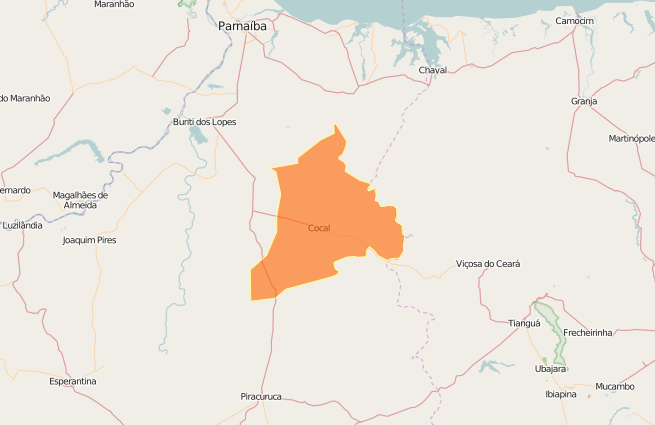 Maranhão
Parnaíba
Camocim
Chaval
do Maranhão
Granja
Buriti dos Lopes
Martinópole
ernardo
Magalhães de
Almeida
Luzilândia
Cocal
Joaquim Pires
Viçosa do Ceará
Tianguá
Frecheirinha
Ubajara
Esperantina
Mucambo
Ibiapina
Piracuruca